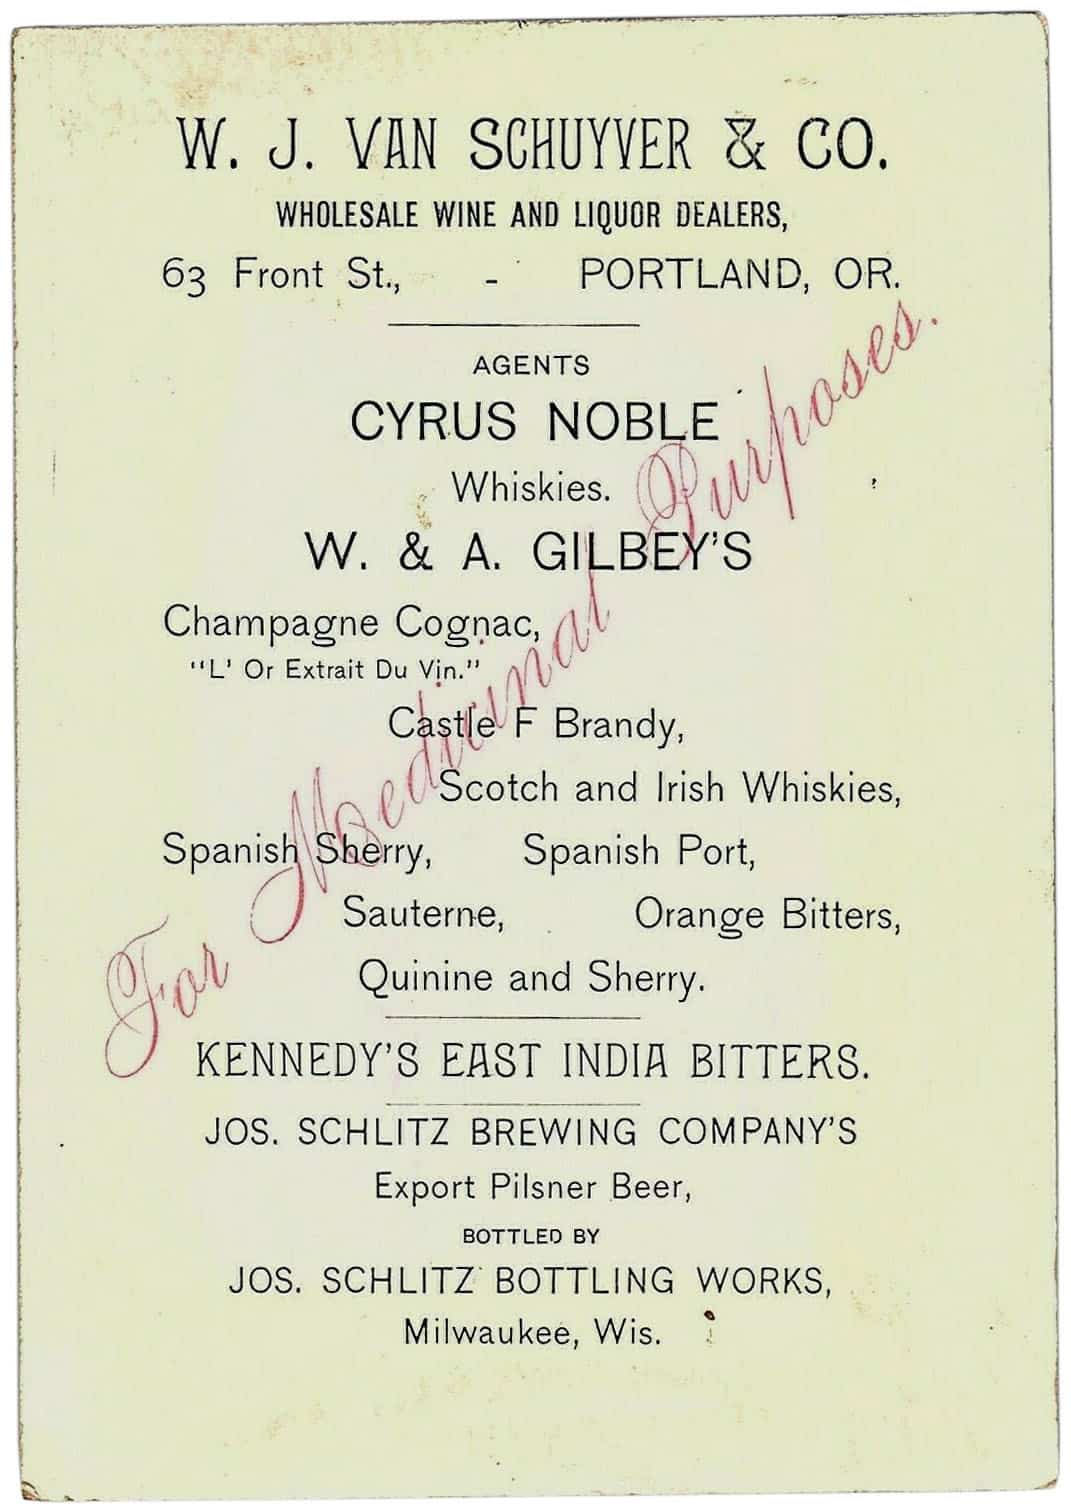 W. J. VAN SCHUYVER & CO.
WHOLESALE WINE AND LIQUOR DEALERS,
63 Front St., - PORTLAND, OR.
AGENTS
CYRUS NOBLE
Whiskies.
W. & A. GILBEY'S
Champagne Cognac,
"L' Or Extrait Du Vin."
Castle F Brandy,
Scotch and Irish Whiskies,
Spanish Sherry, Spanish Port,
Sauterne, Orange Bitters,
Quinine and Sherry.
KENNEDY'S EAST INDIA BITTERS.
JOS. SCHLITZ BREWING COMPANY'S
Export Pilsner Beer,
BOTTLED BY
JOS. SCHLITZ BOTTLING WORKS,
Milwaukee, Wis.
For Medicinal Purposes.